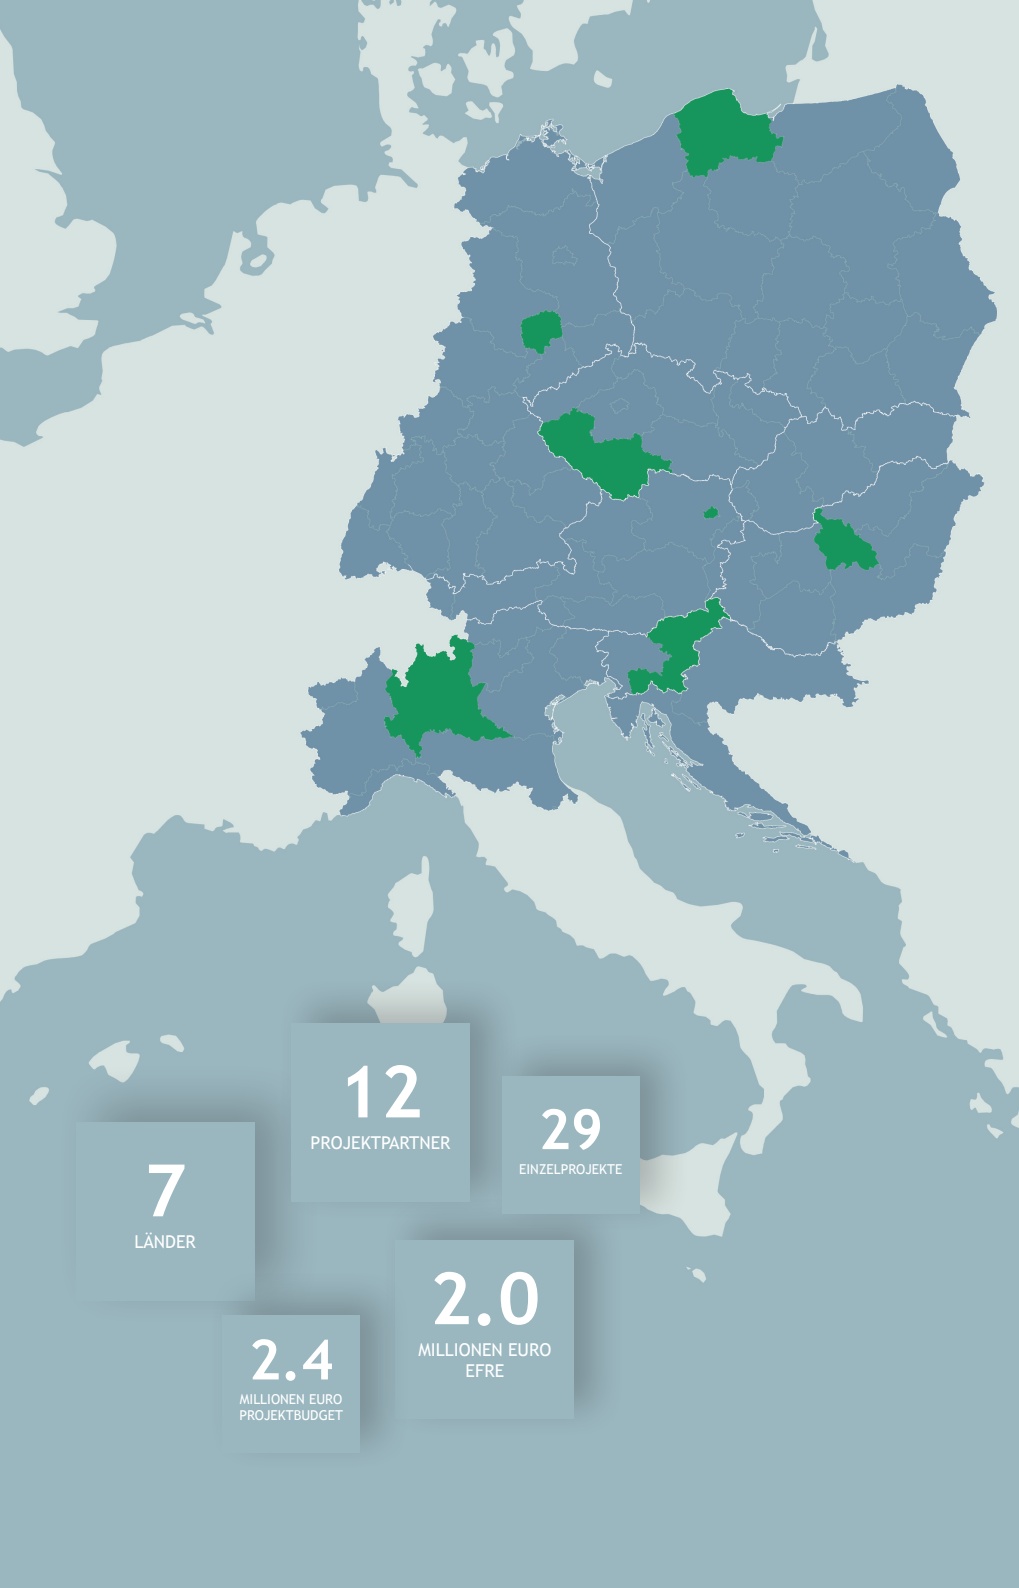 12
PROJEKTPARTNER
29
EINZELPROJEKTE
7
LÄNDER
2.0
MILLIONEN EURO
EFRE
2.4
MILLIONEN EURO
PROJEKTBUDGET